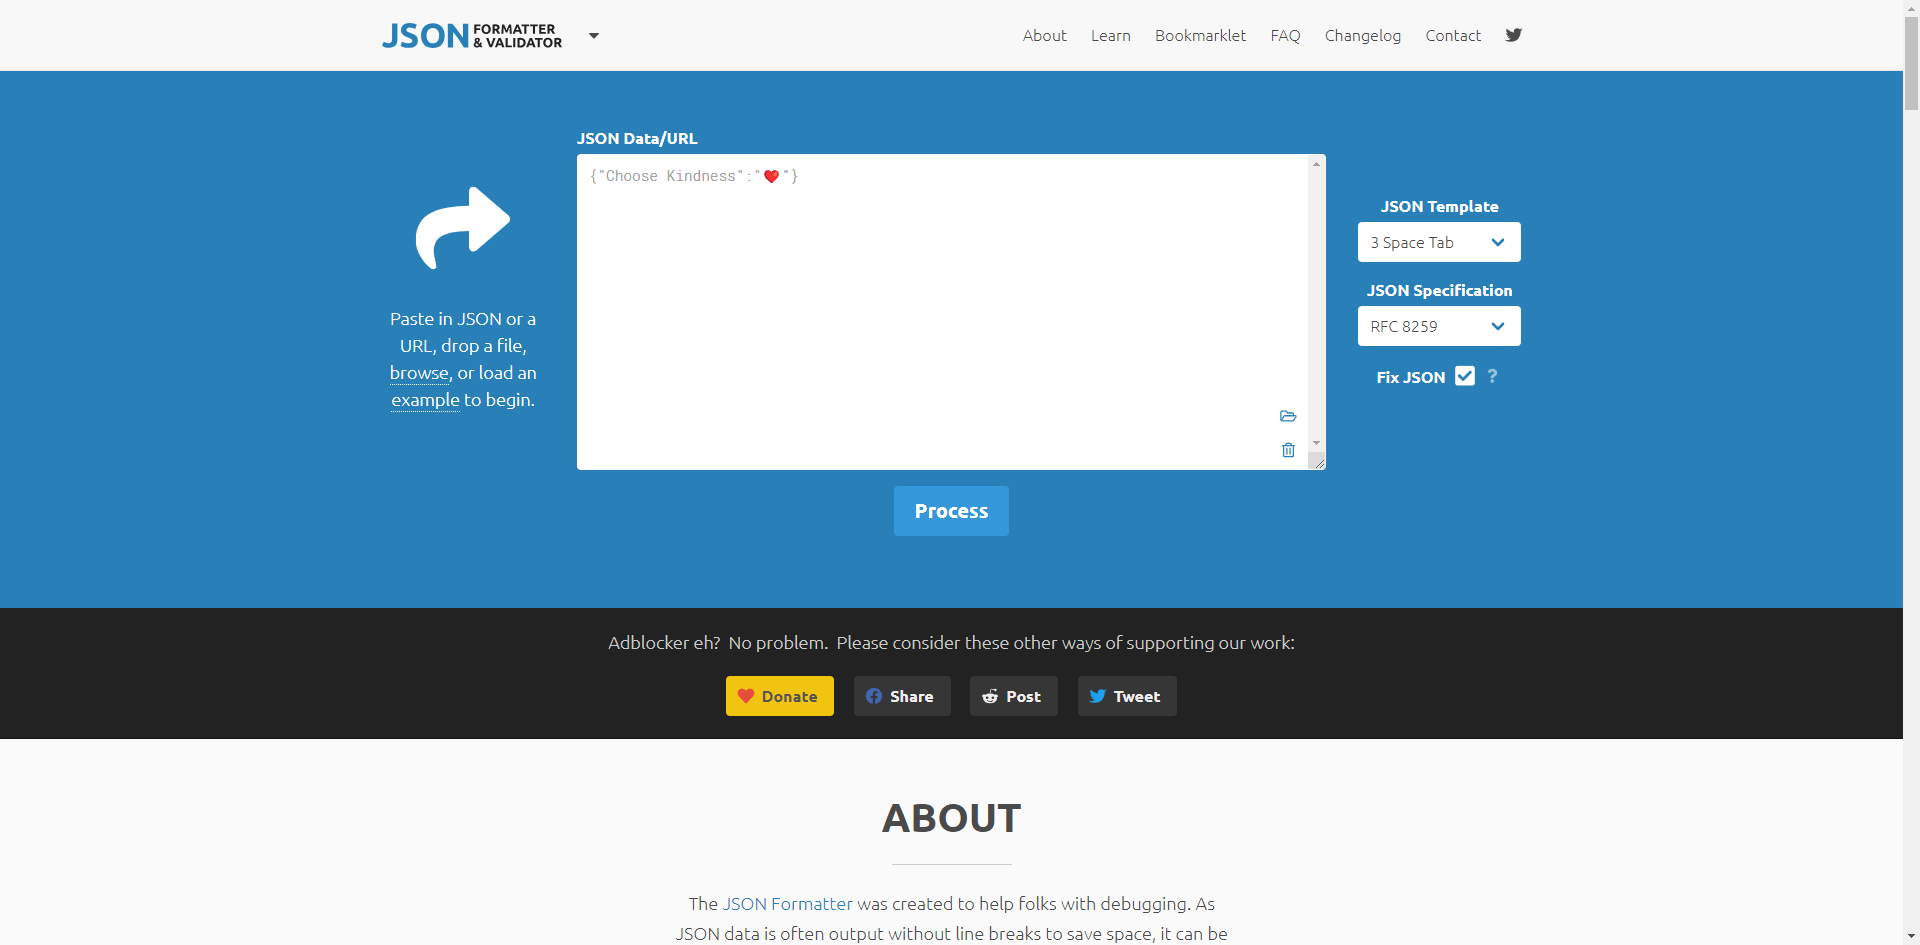 JSON FORMATTER & VALIDATOR
About Learn Bookmarklet FAQ Changelog Contact
JSON Data/URL
{"Choose Kindness":"❤️"}
Paste in JSON or a
URL, drop a file,
browse, or load an
example to begin.
JSON Template
3 Space Tab
JSON Specification
RFC 8259
Fix JSON ?
Process
Adblocker eh? No problem. Please consider these other ways of supporting our work:
Donate Share Post Tweet
ABOUT
The JSON Formatter was created to help folks with debugging. As
JSON data is often output without line breaks to save space, it can be